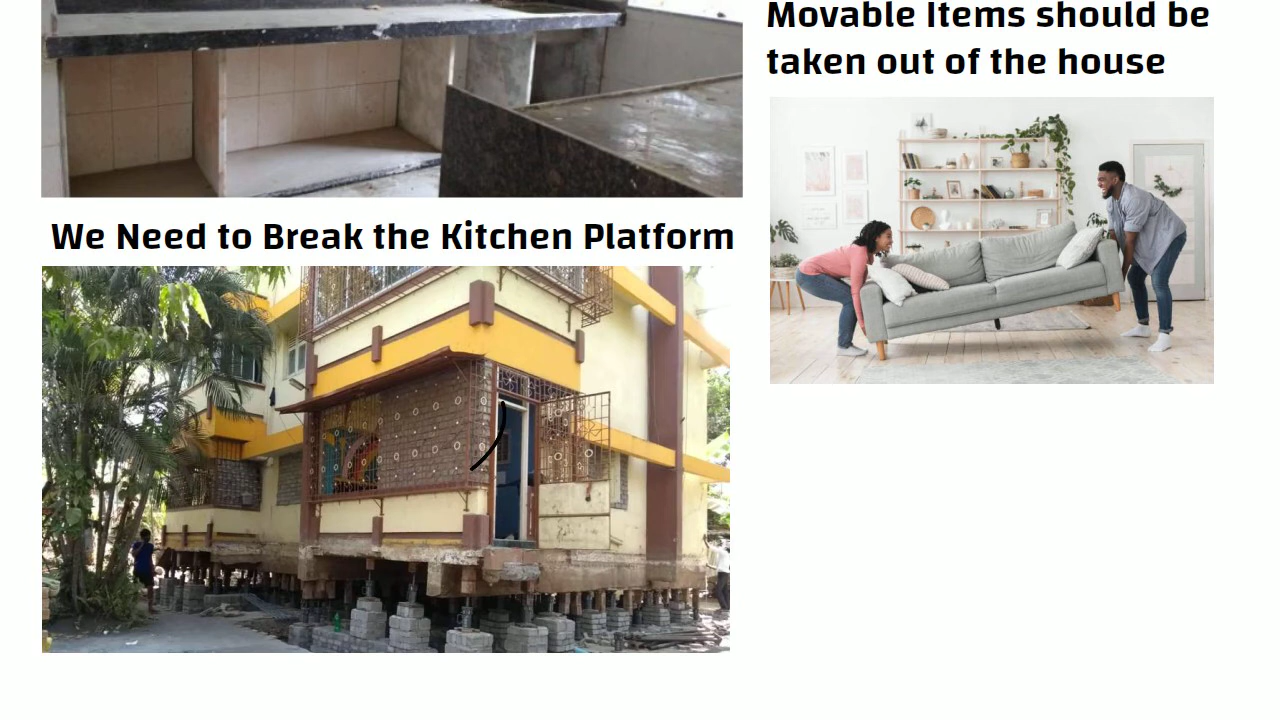 Movable Items should be
taken out of the house
We Need to Break the Kitchen Platform